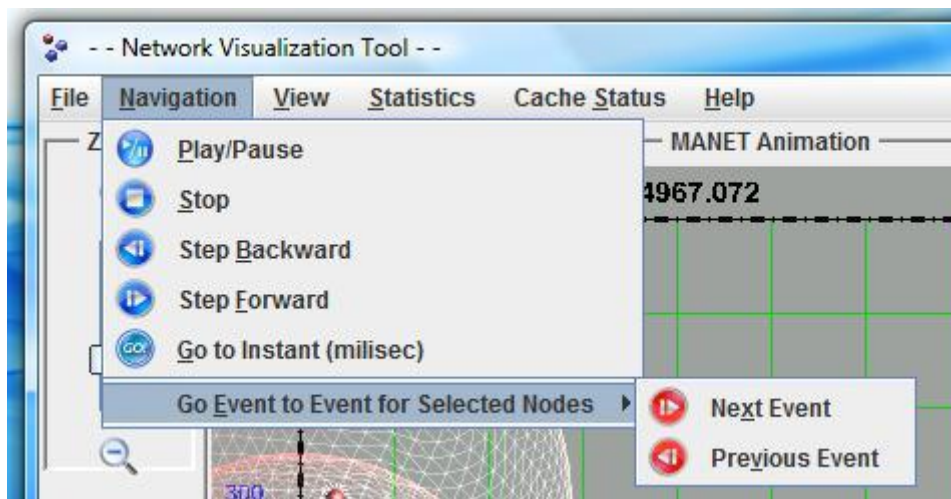 - - Network Visualization Tool - -
File Navigation View Statistics Cache Status Help
Z
MANET Animation
Play/Pause
4967.072
Stop
Step Backward
Step Forward
Go to Instant (milisec)
Go Event to Event for Selected Nodes
Next Event
Previous Event
300